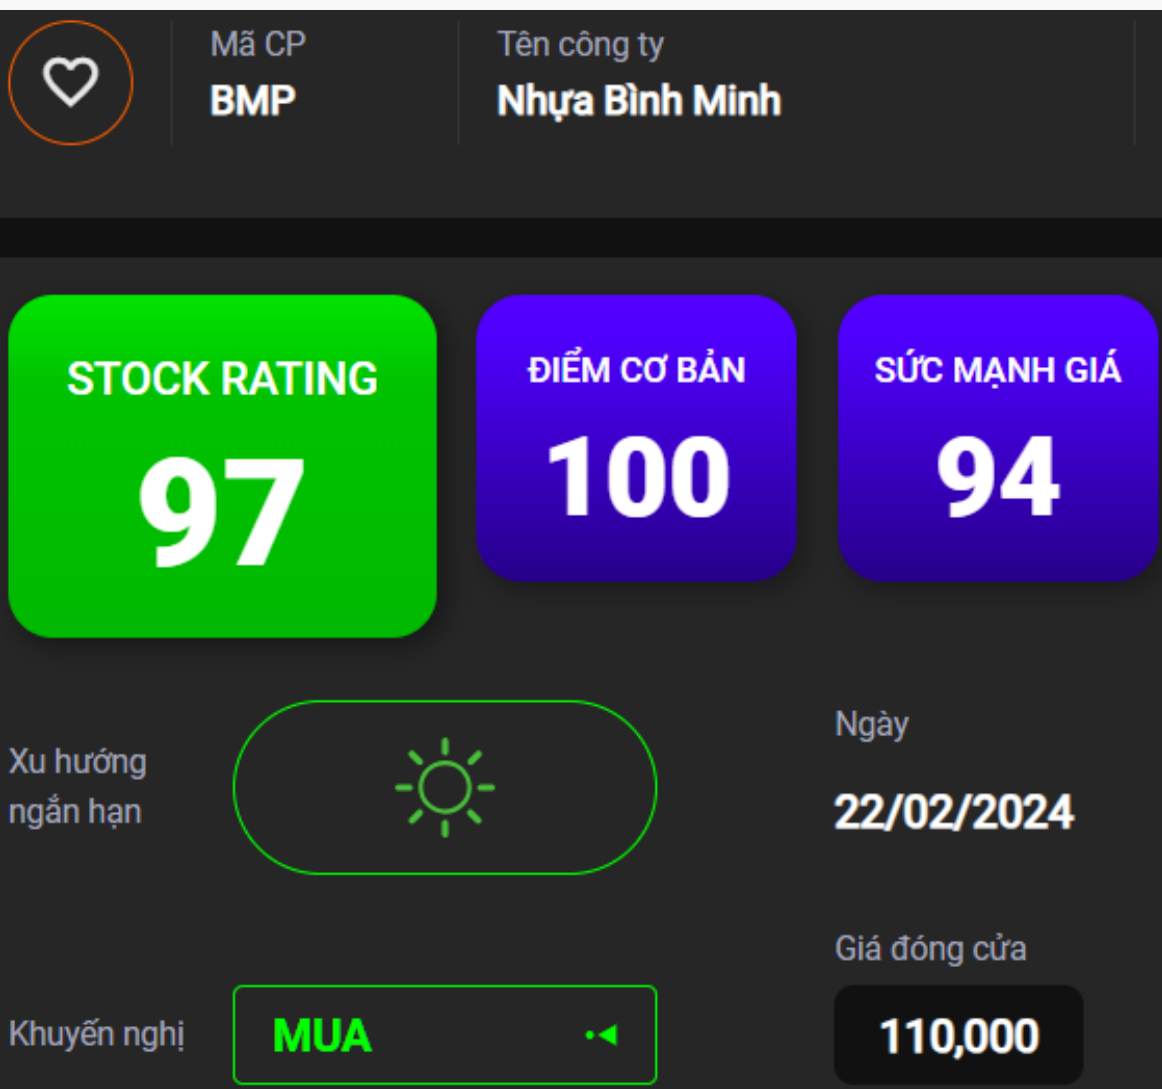 Mã CP
BMP
Tên công ty
Nhựa Bình Minh
STOCK RATING
97
ĐIỂM CƠ BẢN
100
SỨC MẠNH GIÁ
94
Xu hướng
ngắn hạn
Ngày
22/02/2024
Giá đóng cửa
110,000
Khuyến nghị
MUA